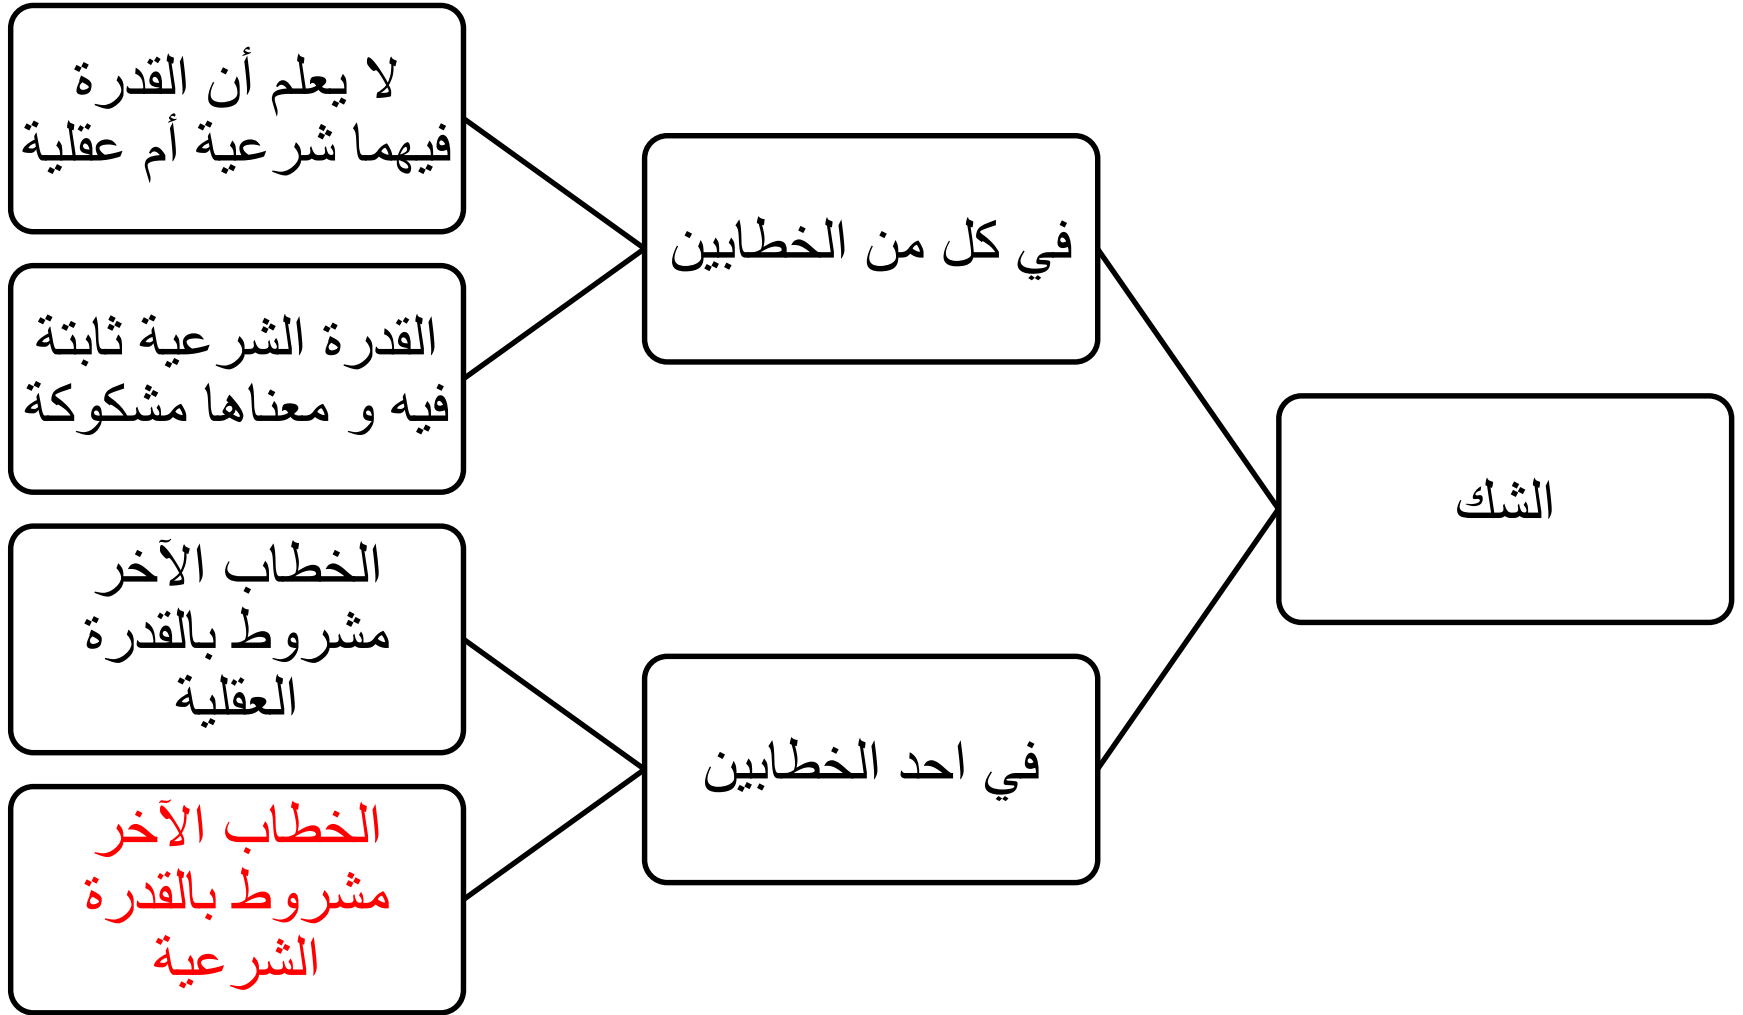 الشك
في كل من الخطابين
لا يعلم أن القدرة
فيهما شرعية أم عقلية
القدرة الشرعية ثابتة
فيه و معناها مشكوكة
في احد الخطابين
الخطاب الآخر
مشروط بالقدرة
العقلية
الخطاب الآخر
مشروط بالقدرة
الشرعية